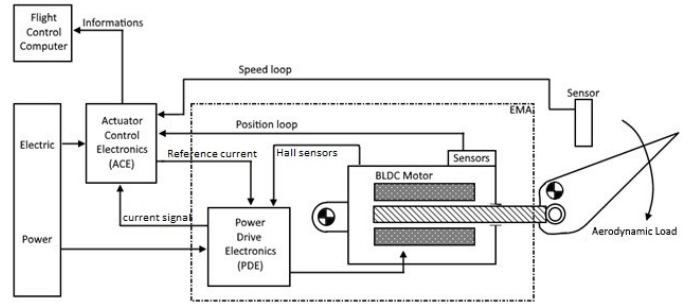 Flight
Control
Computer
Informations
Speed loop
Sensor
EMA
Electric
Actuator
Control
Electronics
(ACE)
Position loop
Sensors
Reference current
Hall sensors
BLDC Motor
current signal
Power
Drive
Electronics
(PDE)
Aerodynamic Load
Power